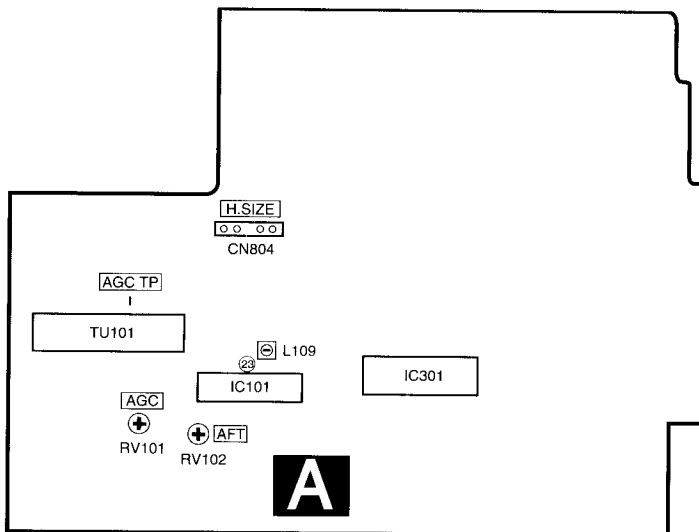 H.SIZE
CN804
AGC TP
TU101
L109
23
IC101
IC301
AGC
RV101
AFT
RV102
A